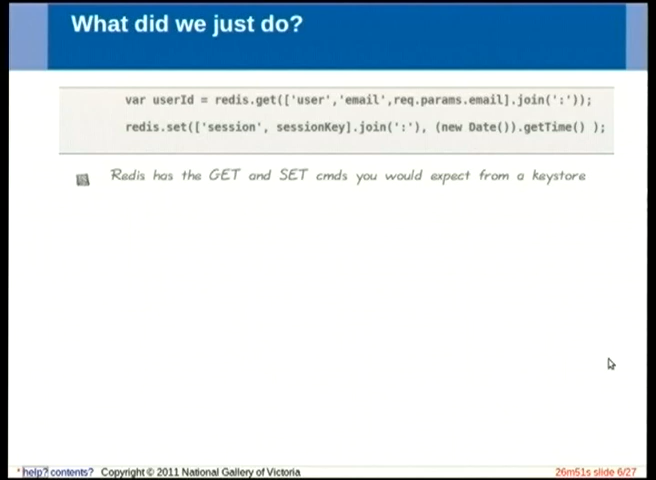 What did we just do?
var userId = redis.get(['user','email',req.params.email].join(':'));
redis.set(['session', sessionKey].join(':'), (new Date()).getTime() );
Redis has the GET and SET cmds you would expect from a keystore
* help? contents? Copyright © 2011 National Gallery of Victoria 26m51s slide 6/27